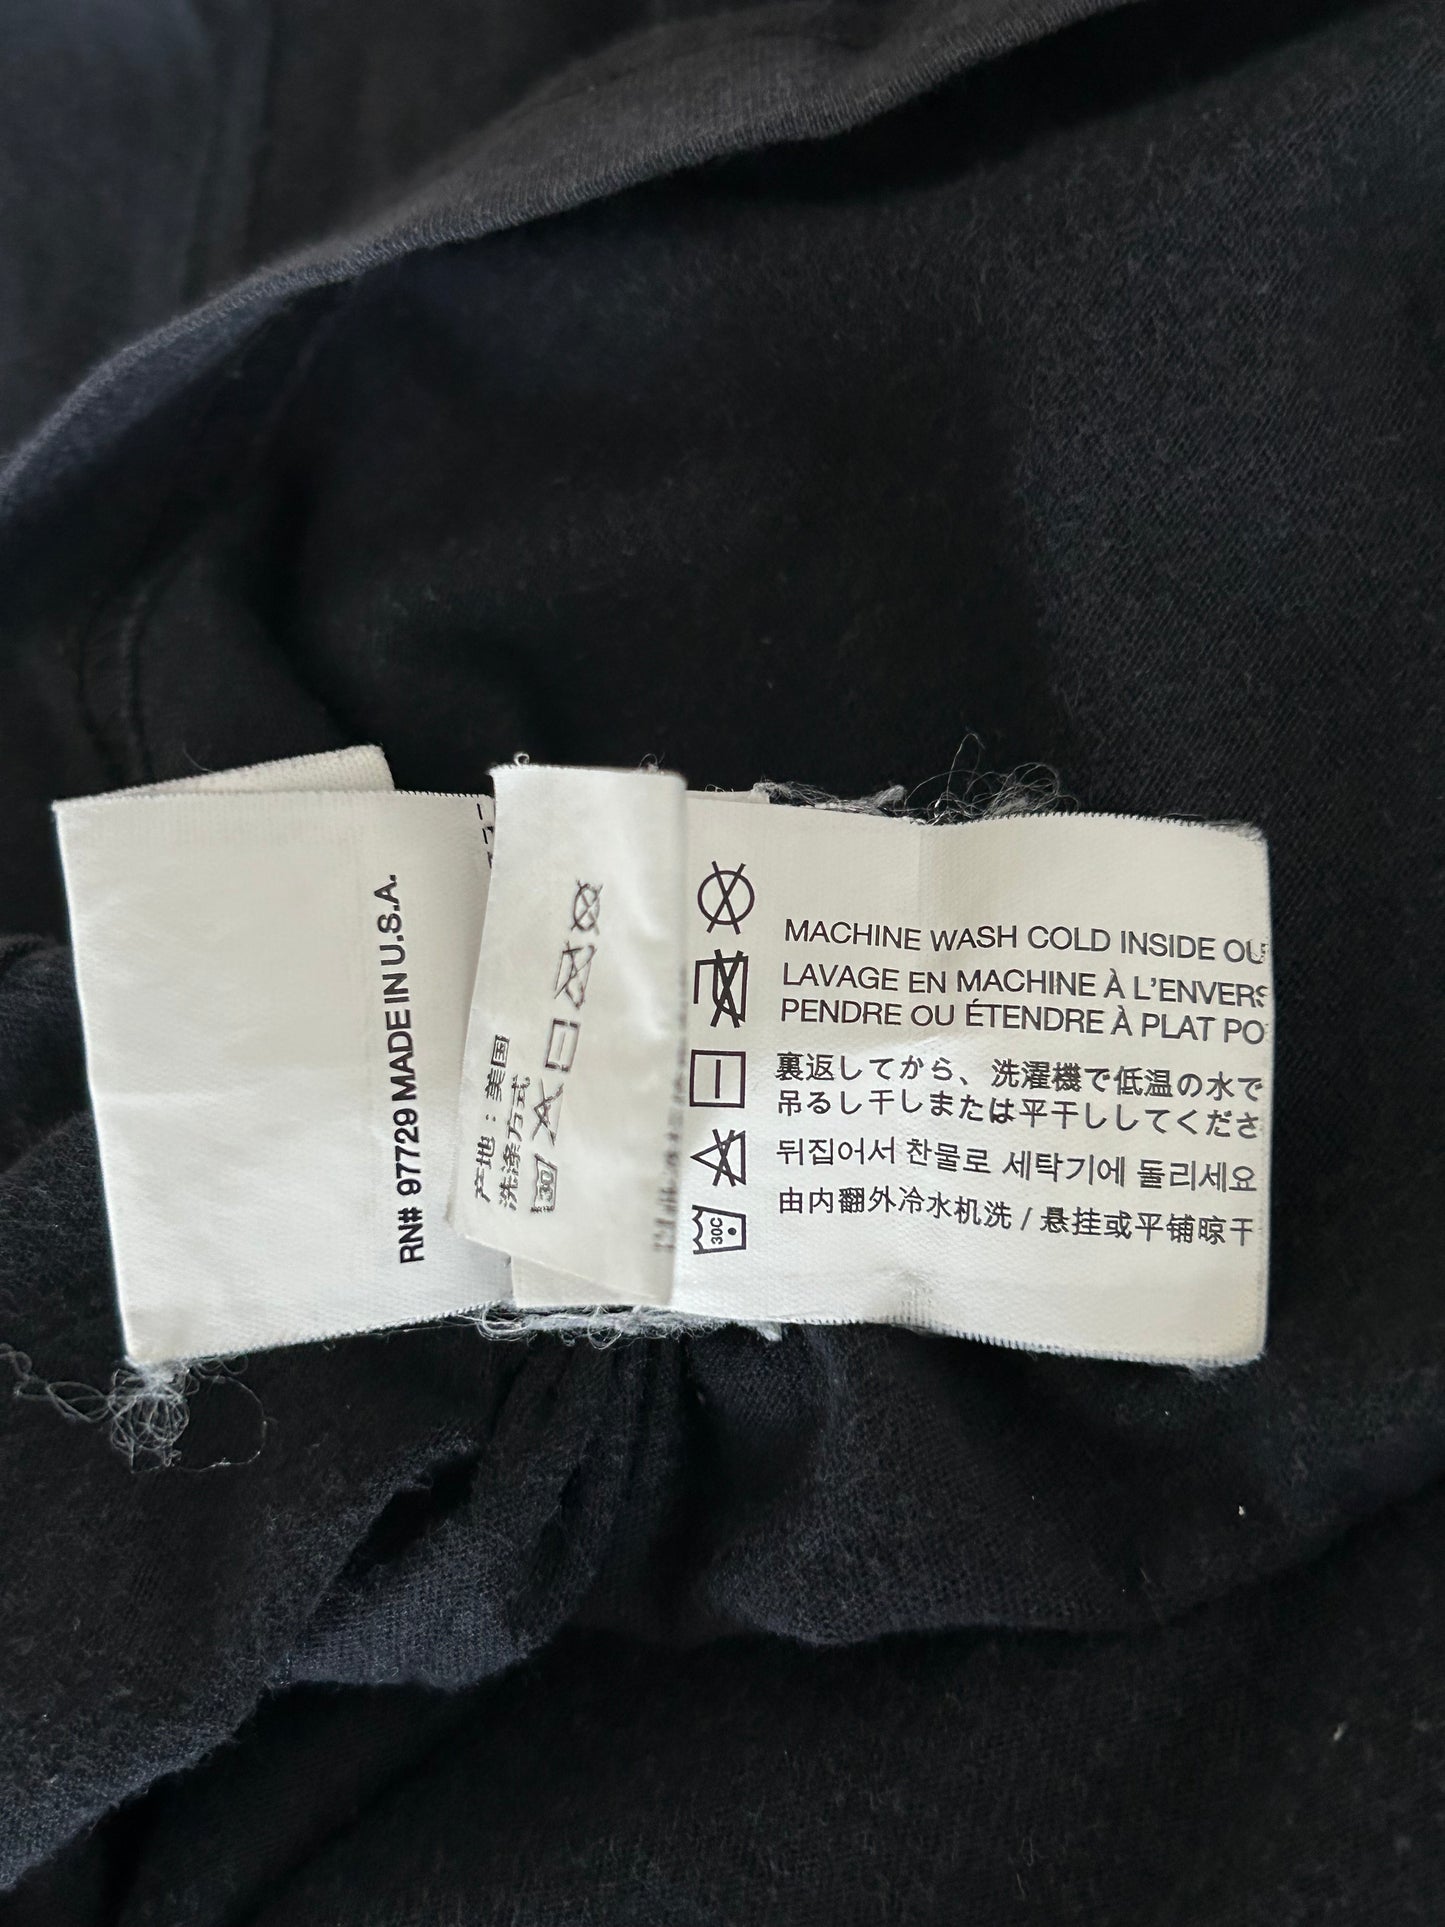 RN# 97729 MADE IN U.S.A.
产地：美国
洗涤方式
30
MACHINE WASH COLD INSIDE OU
LAVAGE EN MACHINE À L'ENVERS
PENDRE OU ÉTENDRE À PLAT PO
裏返してから、洗濯機で低温の水で
吊るし干しまたは平干ししてくださ
뒤집어서 찬물로 세탁기에 돌리세요
由内翻外冷水机洗 / 悬挂或平铺晾干
30C